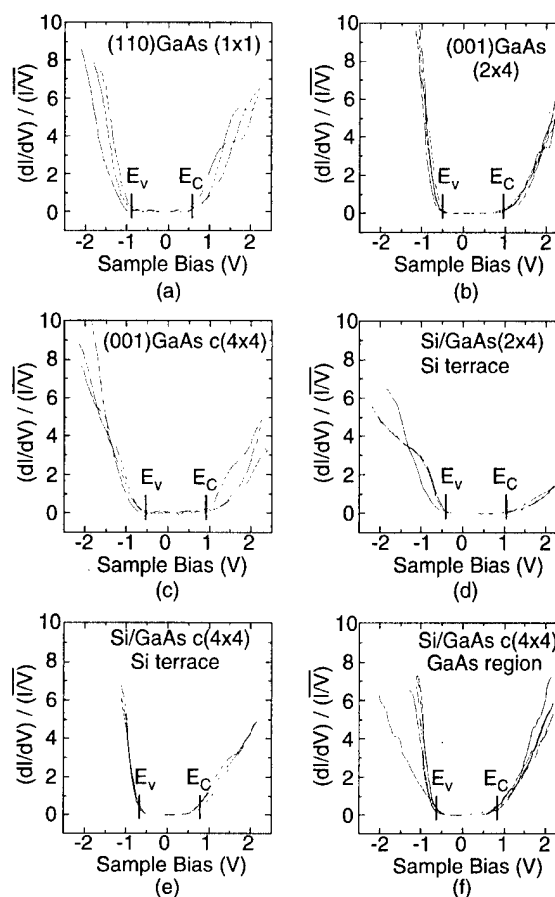 (dI/dV) / (I/V)
10
8
6
4
2
0
(110)GaAs (1x1)
Ev
EC
-2 -1 0 1 2
Sample Bias (V)
(a)
(dI/dV) / (I/V)
10
8
6
4
2
0
(001)GaAs
(2x4)
Ev
EC
-2 -1 0 1 2
Sample Bias (V)
(b)
(dI/dV) / (I/V)
10
8
6
4
2
0
(001)GaAs c(4x4)
Ev
EC
-2 -1 0 1 2
Sample Bias (V)
(c)
(dI/dV) / (I/V)
10
8
6
4
2
0
Si/GaAs(2x4)
Si terrace
Ev
EC
-2 -1 0 1 2
Sample Bias (V)
(d)
(dI/dV) / (I/V)
10
8
6
4
2
0
Si/GaAs c(4x4)
Si terrace
Ev
EC
-2 -1 0 1 2
Sample Bias (V)
(e)
(dI/dV) / (I/V)
10
8
6
4
2
0
Si/GaAs c(4x4)
GaAs region
Ev
EC
-2 -1 0 1 2
Sample Bias (V)
(f)